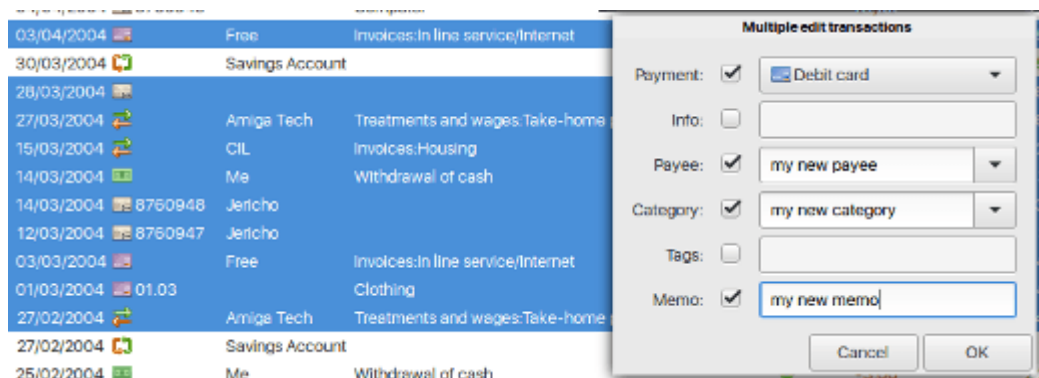 03/04/2004 Free Invoices:In line service/Internet
30/03/2004 Savings Account
28/03/2004
27/03/2004 Amiga Tech Treatments and wages:Take-home
15/03/2004 CIL Invoices:Housing
14/03/2004 Me Withdrawal of cash
14/03/2004 8760948 Jericho
12/03/2004 8760947 Jericho
03/03/2004 Free Invoices:In line service/Internet
01/03/2004 01.03 Clothing
27/02/2004 Amiga Tech Treatments and wages:Take-home
27/02/2004 Savings Account
25/02/2004 Me Withdrawal of cash
Multiple edit transactions
Payment: Debit card
Info:
Payee: my new payee
Category: my new category
Tags:
Memo: my new memo
Cancel OK